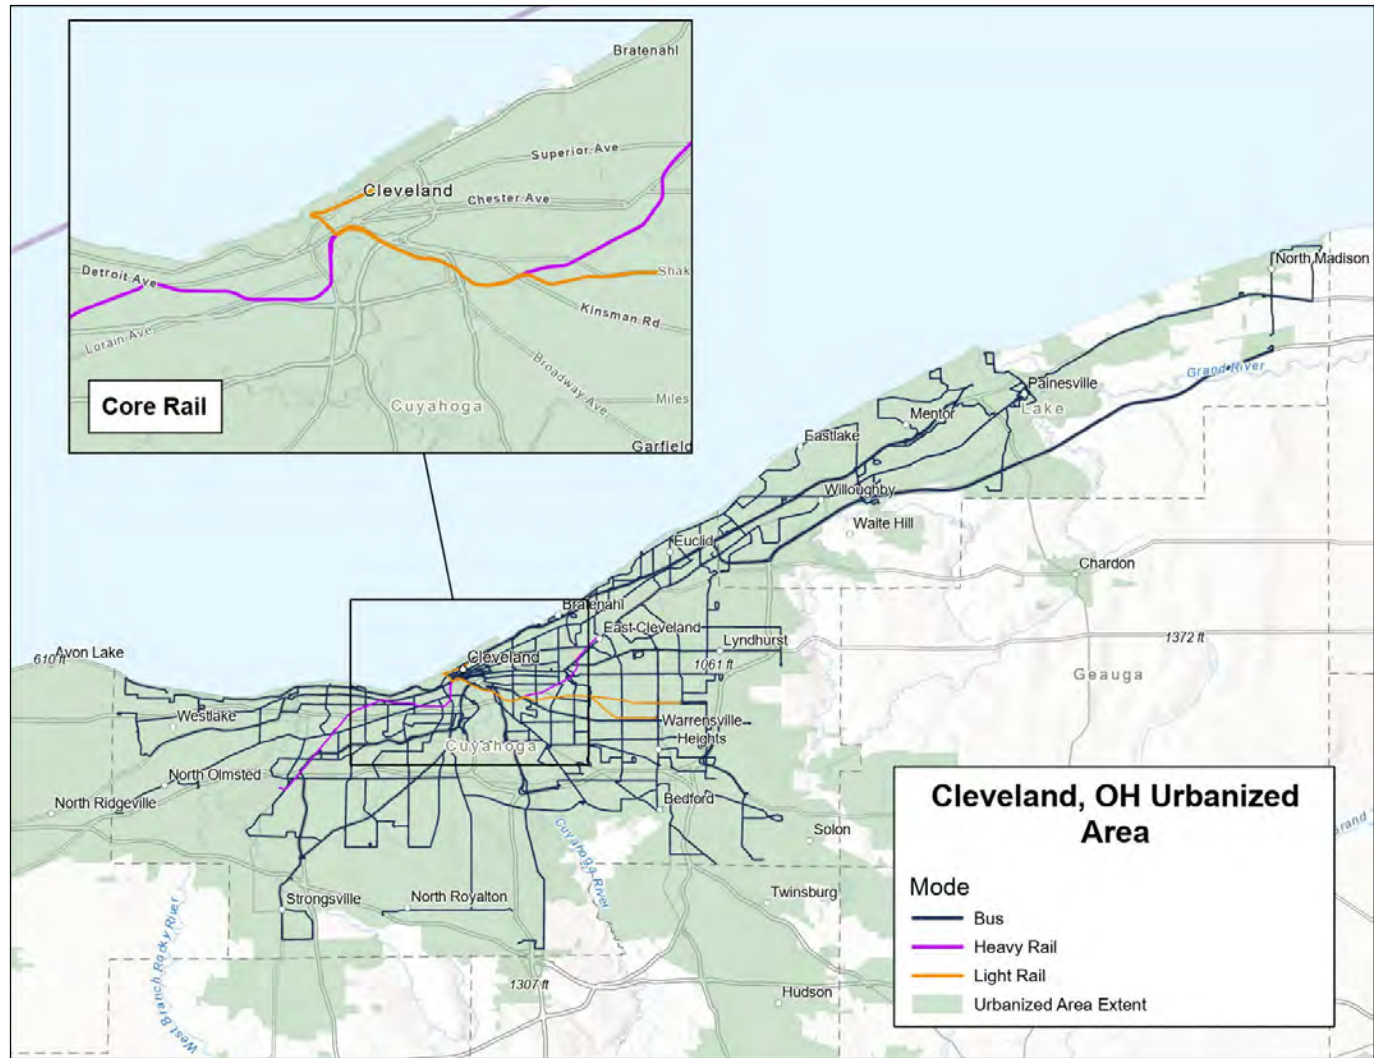 Bratenahl
Superior Ave
Cleveland
Chester Ave
Detroit Ave
Shak
Kinsman Rd
Lorain Ave
Broadway Ave
Core Rail
Cuyahoga
Miles
Garfield
North Madison
Grand River
Painesville
Lake
Mentor
Eastlake
Willoughby
Waite Hill
Euclid
Chardon
Bratenahl
East Cleveland
Lyndhurst
1372 ft
Avon Lake
610 ft
Cleveland
1061 ft
Geauga
Westlake
Warrensville
Heights
Cuyahoga
North Olmsted
North Ridgeville
Bedford
Solon
Cuyahoga River
Twinsburg
Strongsville
North Royalton
West Branch Rocky River
1307 ft
Hudson
Cleveland, OH Urbanized
Area
Mode
Bus
Heavy Rail
Light Rail
Urbanized Area Extent